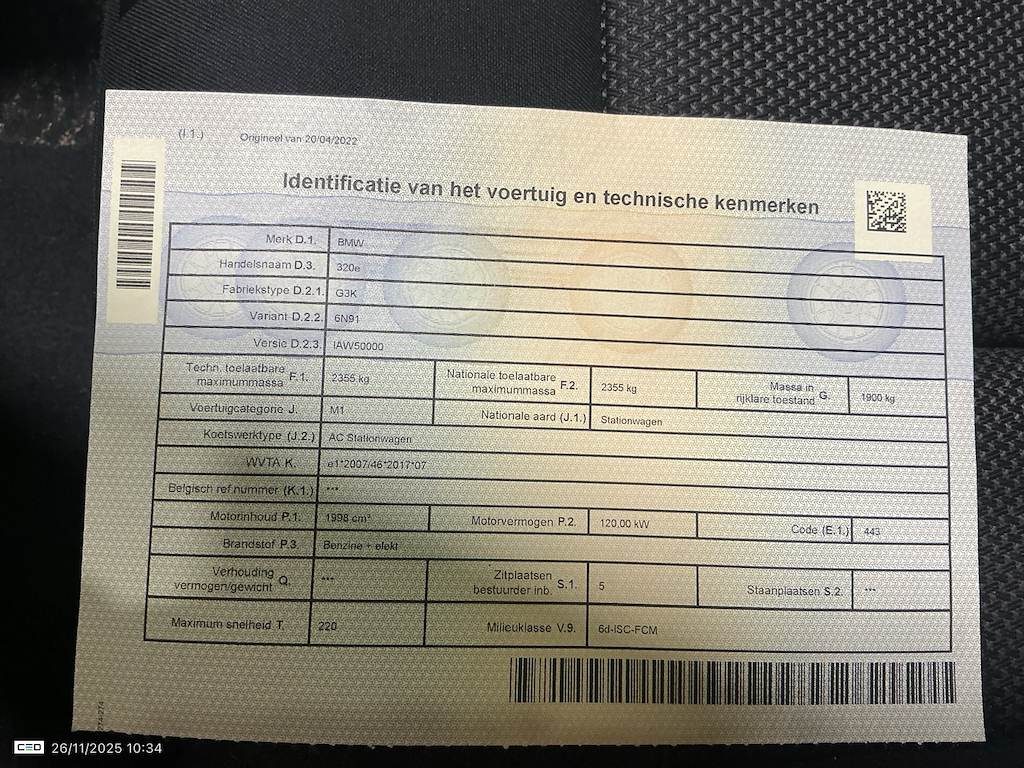 (I.1.) Origineel van 20/04/2022
Identificatie van het voertuig en technische kenmerken
Merk D.1. BMW
Handelsnaam D.3. 320e
Fabriekstype D.2.1. G3K
Variant D.2.2. 6N91
Versie D.2.3. IAW50000
Techn. toelaatbare maximummassa F.1. 2355 kg Nationale toelaatbare maximummassa F.2. 2355 kg Massa in rijklare toestand G. 1900 kg
Voertuigcategorie J. M1 Nationale aard (J.1.) Stationwagen
Koetswerktype (J.2.) AC Stationwagen
WVTA K. e1*2007/46*2017*07
Belgisch ref.nummer (K.1.) ***
Motorinhoud P.1. 1998 cm³ Motorvermogen P.2. 120,00 kW Code (E.1.) 443
Brandstof P.3. Benzine + elekt
Verhouding vermogen/gewicht Q. *** Zitplaatsen bestuurder inb. S.1. 5 Staanplaatsen S.2. ***
Maximum snelheid T. 220 Milieuklasse V.9. 6d-ISC-FCM
CEO 26/11/2025 10:34